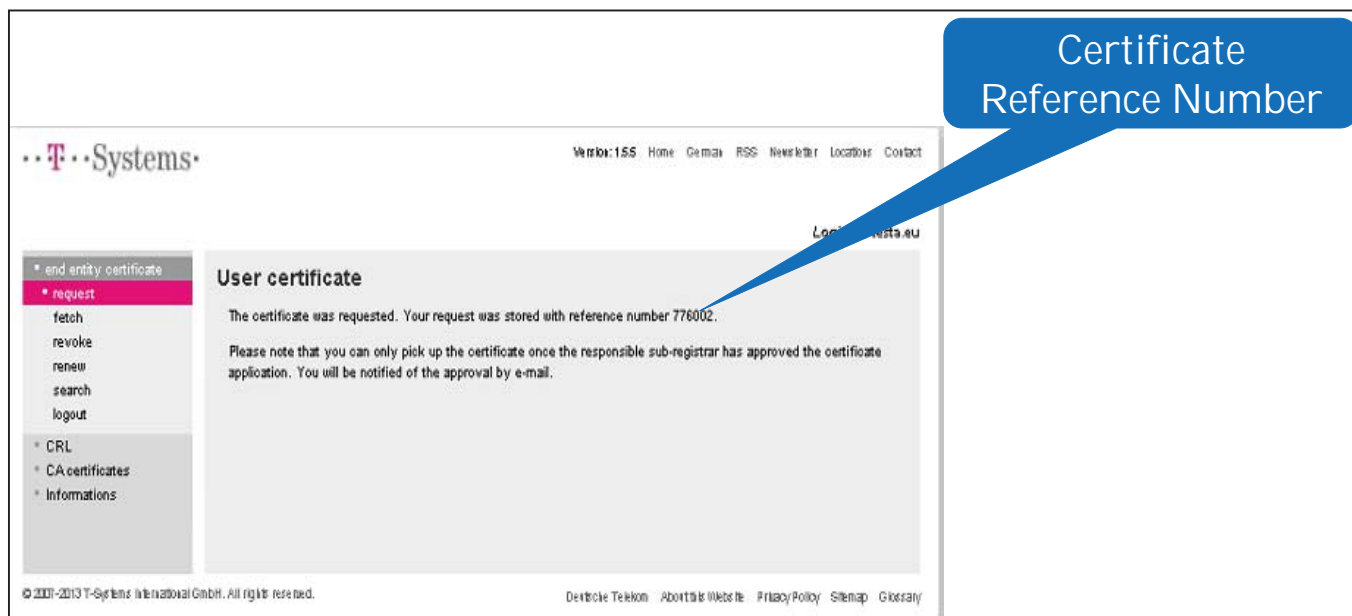 Certificate
Reference Number
··T··Systems·
Version: 1.5.5 Home German RSS Newsletter Locations Contact
esta.eu
end entity certificate
request
fetch
revoke
renew
search
logout
CRL
CA certificates
Informations
User certificate
The certificate was requested. Your request was stored with reference number 776002.
Please note that you can only pick up the certificate once the responsible sub-registrar has approved the certificate
application. You will be notified of the approval by e-mail.
© 2007-2013 T-Systems International GmbH. All rights reserved.
Deutsche Telekom About this Website Privacy Policy Sitemap Glossary